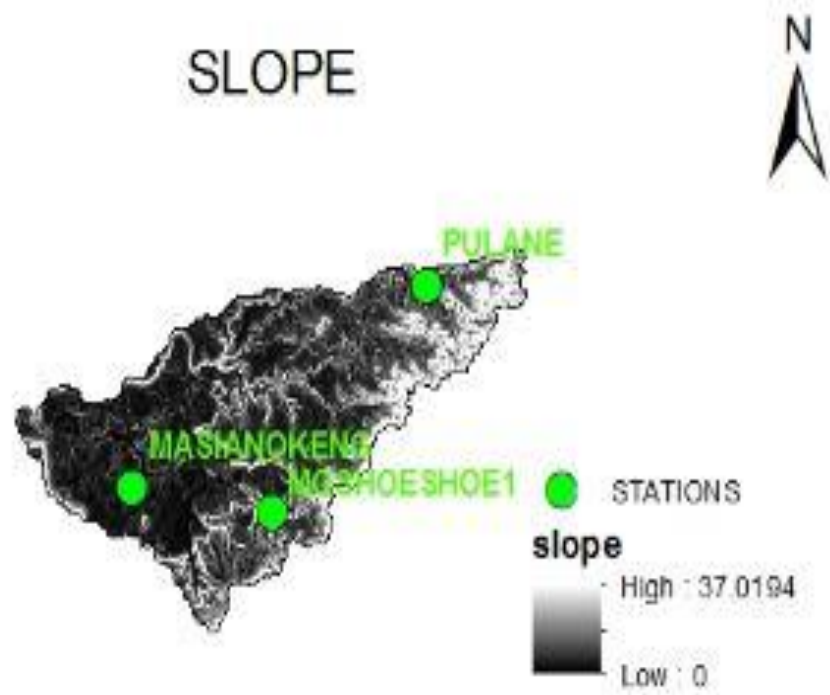 N
SLOPE
PULANE
MASIANOKENG
MOSHOESHOE1
STATIONS
slope
High : 37.0194
Low : 0